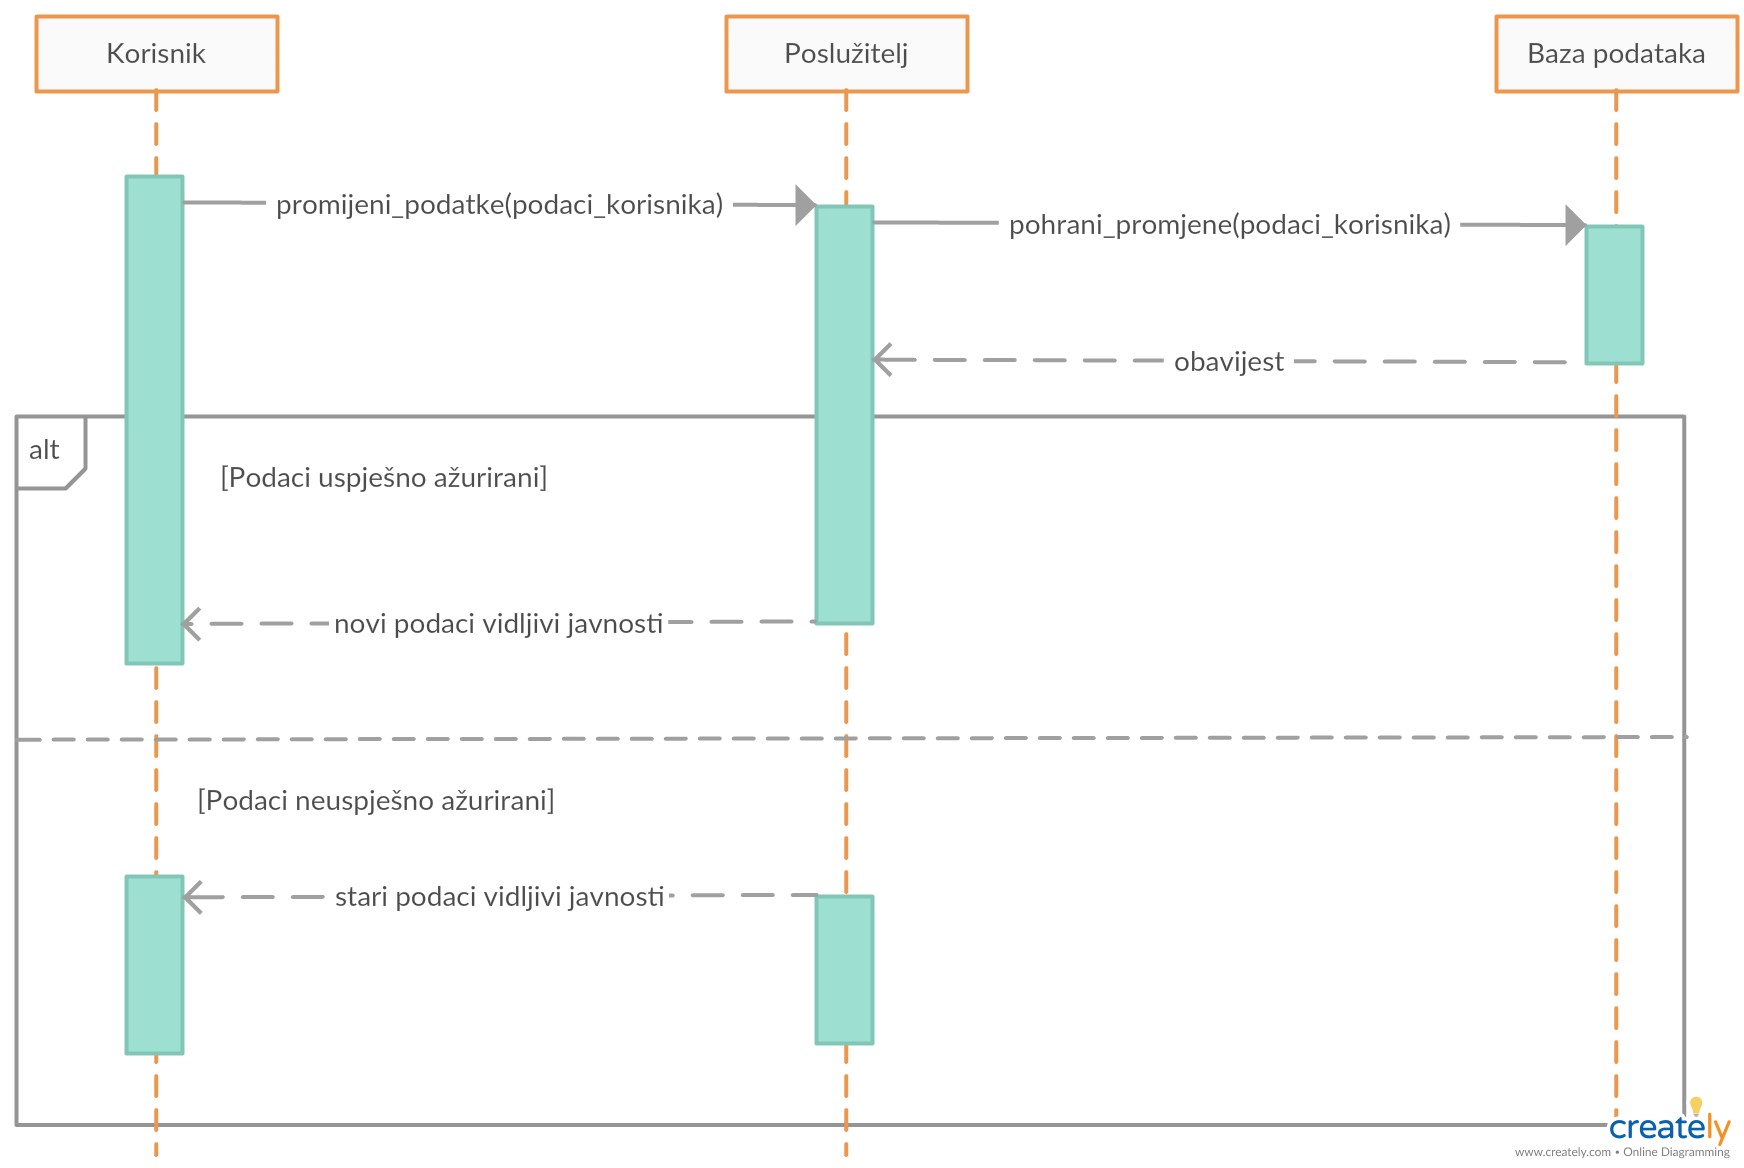 Korisnik
Poslužitelj
Baza podataka
promijeni_podatke(podaci_korisnika)
pohrani_promjene(podaci_korisnika)
obavijest
alt
[Podaci uspješno ažurirani]
novi podaci vidljivi javnosti
[Podaci neuspješno ažurirani]
stari podaci vidljivi javnosti
creately
www.creately.com • Online Diagramming